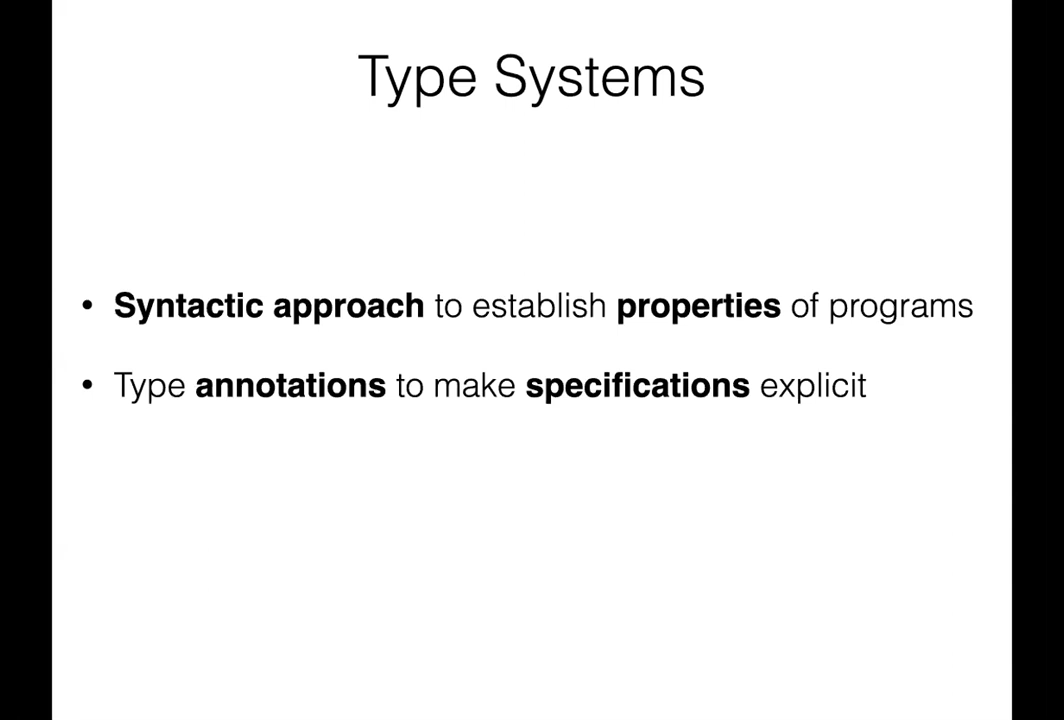 Type Systems
• Syntactic approach to establish properties of programs
• Type annotations to make specifications explicit